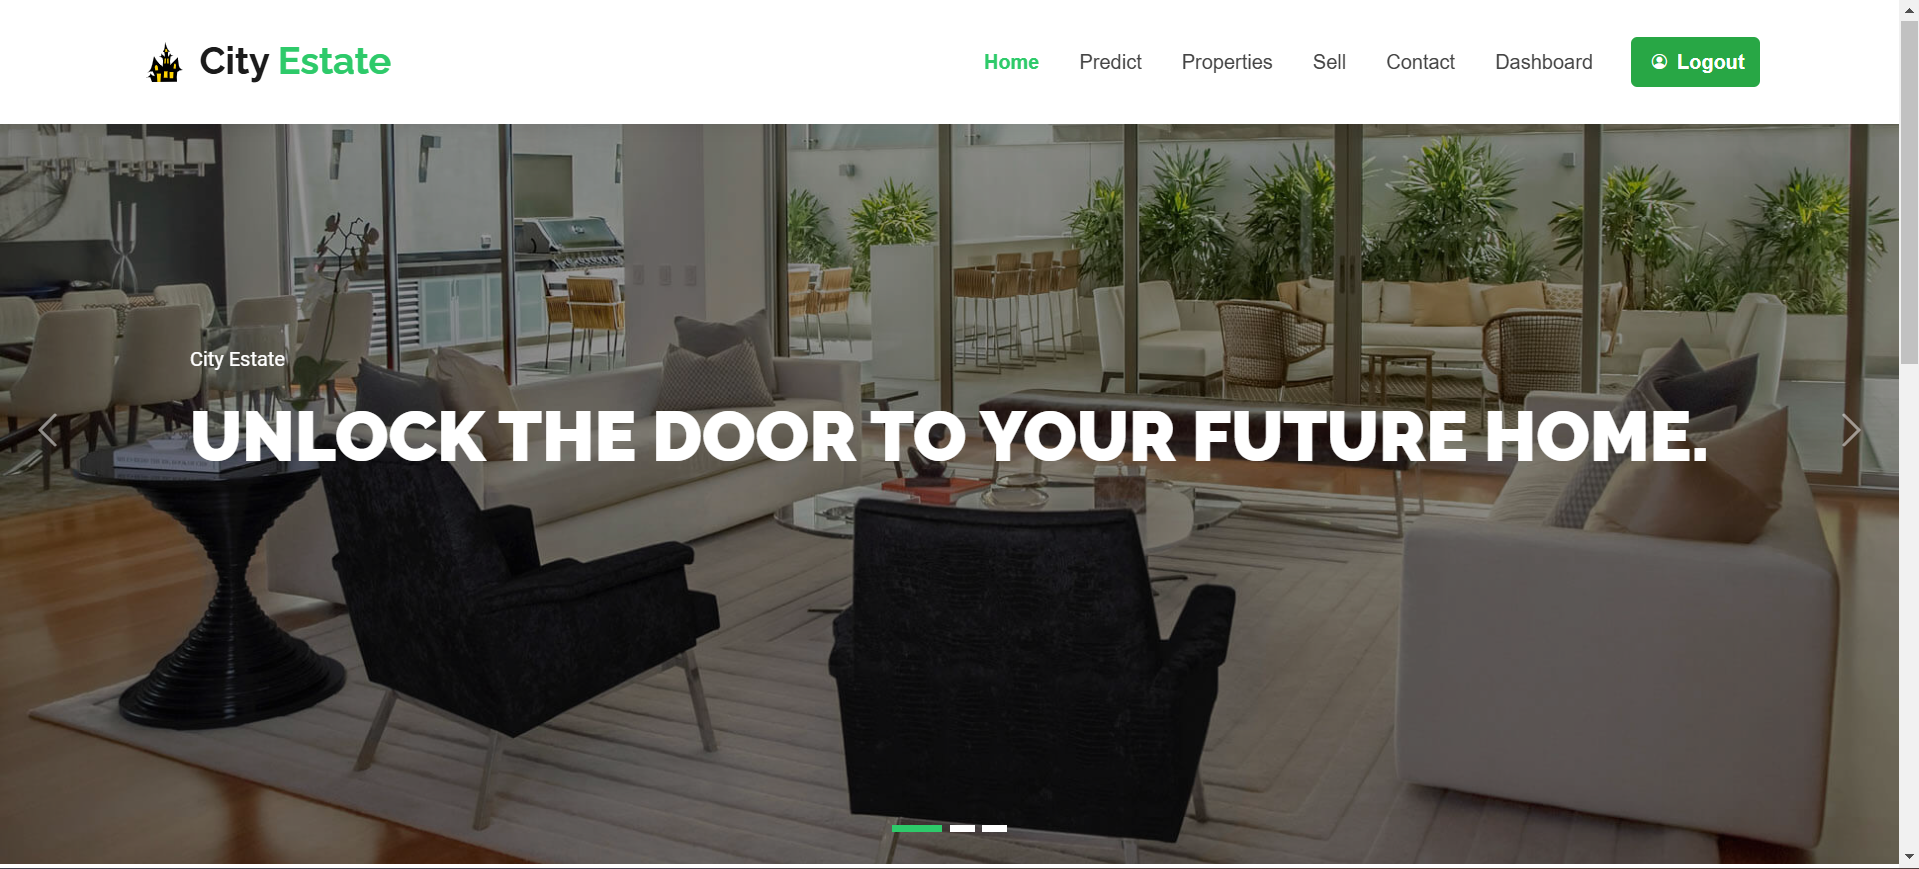 City Estate
Home Predict Properties Sell Contact Dashboard Logout
City Estate
UNLOCK THE DOOR TO YOUR FUTURE HOME.